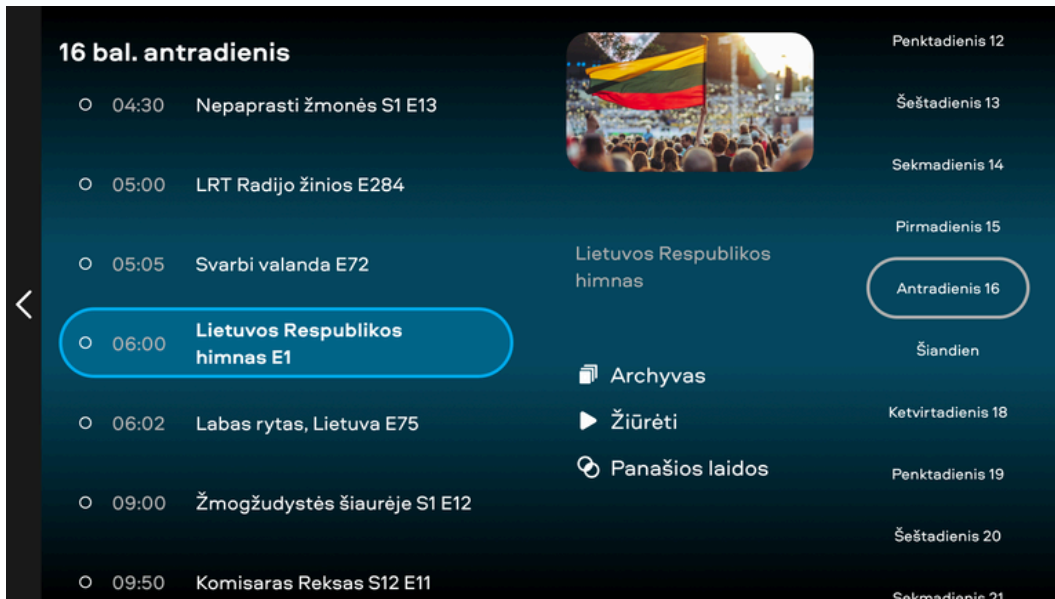 16 bal. antradienis
04:30 Nepaprasti žmonės S1 E13
05:00 LRT Radijo žinios E284
05:05 Svarbi valanda E72
06:00 Lietuvos Respublikos
himnas E1
06:02 Labas rytas, Lietuva E75
09:00 Žmogžudystės šiaurėje S1 E12
09:50 Komisaras Reksas S12 E11
Lietuvos Respublikos
himnas
Archyvas
Žiūrėti
Panašios laidos
Penktadienis 12
Šeštadienis 13
Sekmadienis 14
Pirmadienis 15
Antradienis 16
Šiandien
Ketvirtadienis 18
Penktadienis 19
Šeštadienis 20
Sekmadienis 21